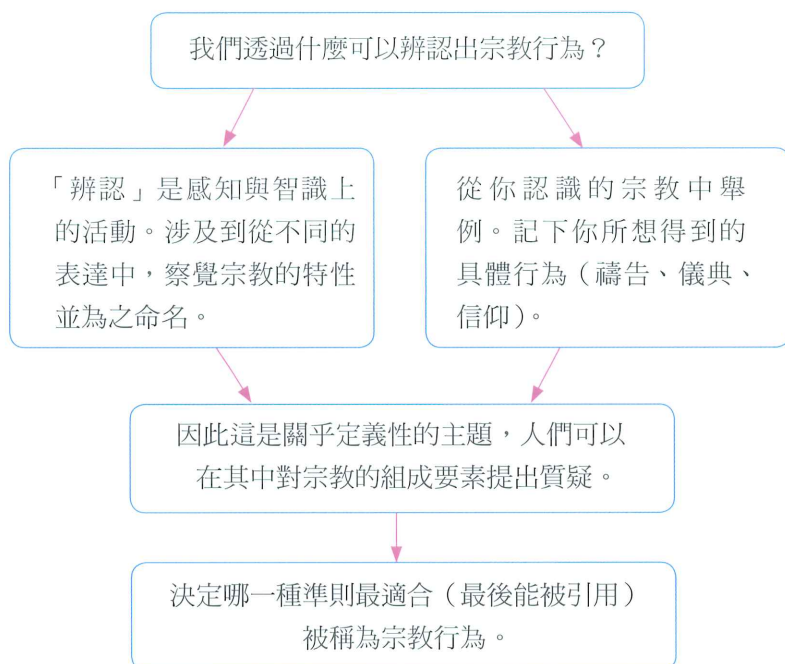 我們透過什麼可以辨認出宗教行為？
「辨認」是感知與智識上
的活動。涉及到從不同的
表達中，察覺宗教的特性
並為之命名。
從你認識的宗教中舉
例。記下你所想得到的
具體行為（禱告、儀典、
信仰）。
因此這是關乎定義性的主題，人們可以
在其中對宗教的組成要素提出質疑。
決定哪一種準則最適合（最後能被引用）
被稱為宗教行為。